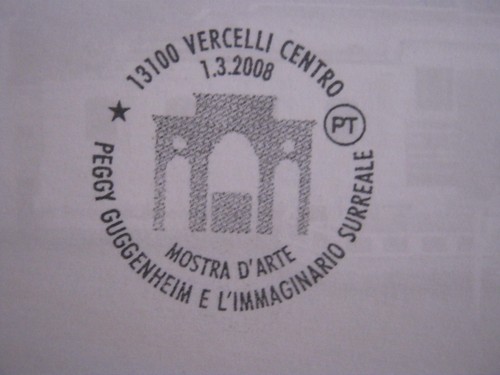 13100 VERCELLI CENTRO
1.3.2008
PT
MOSTRA D'ARTE
PEGGY GUGGENHEIM E L'IMMAGINARIO SURREALE